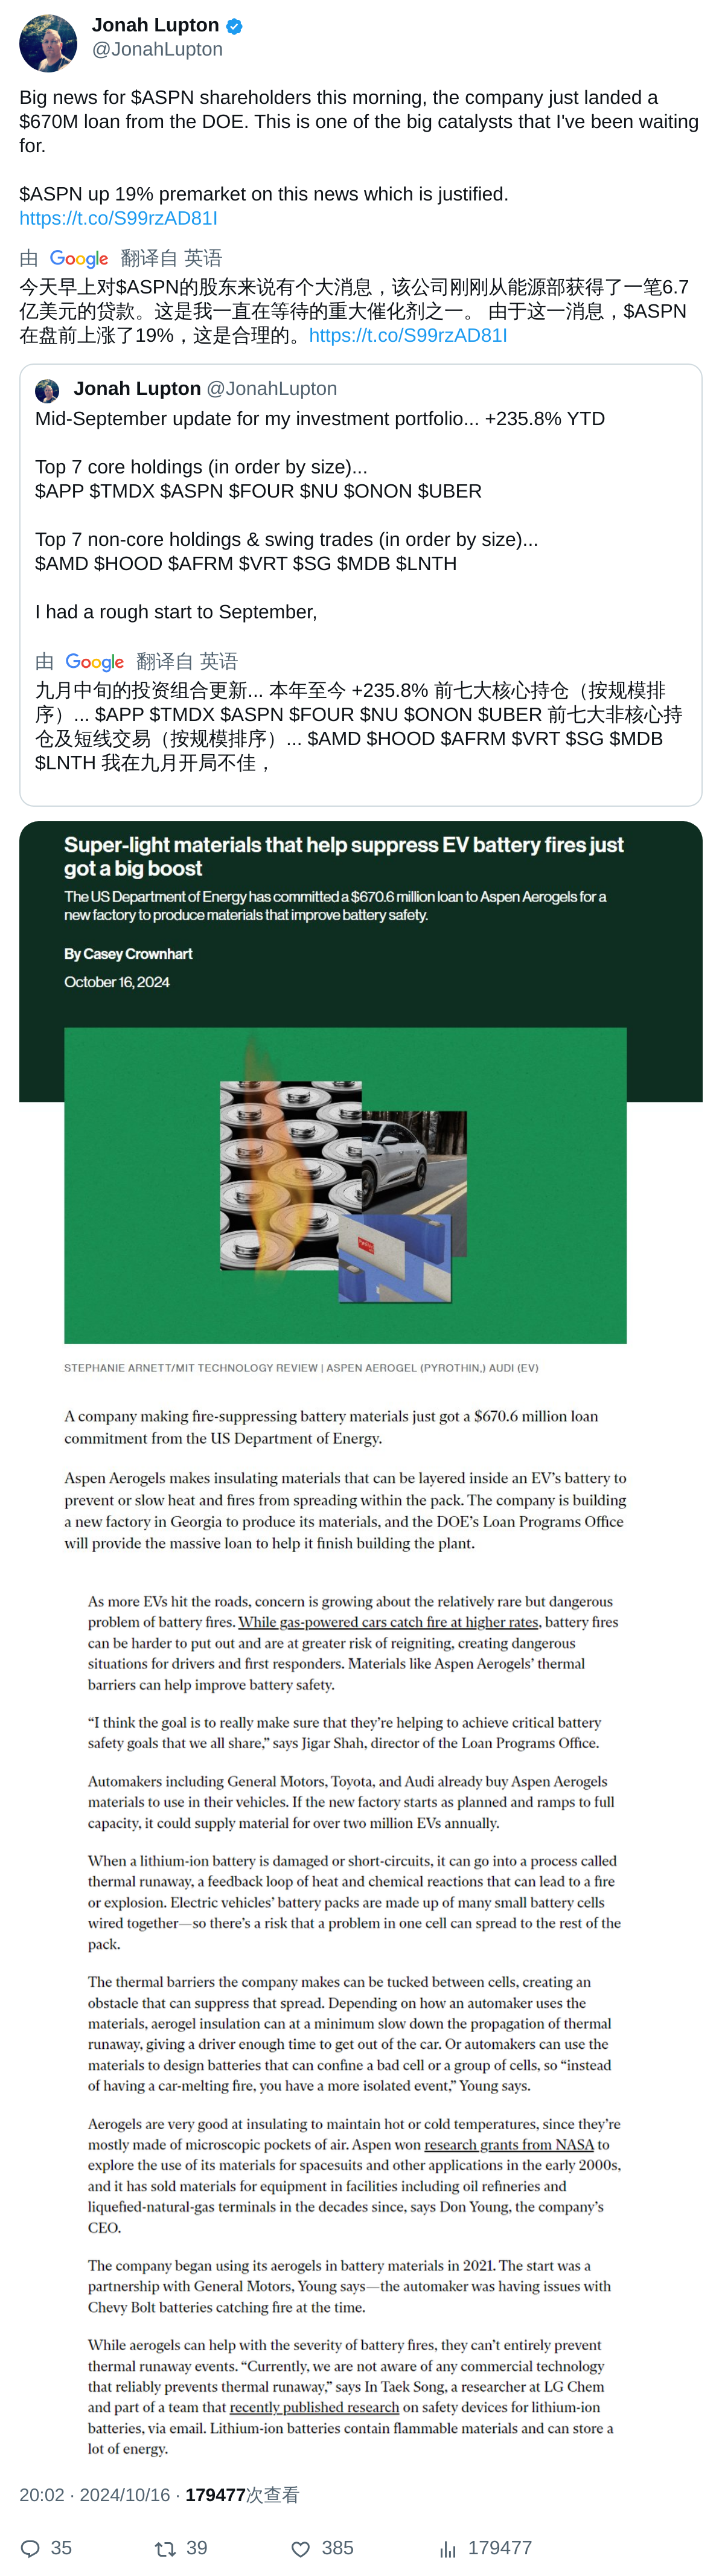 Jonah Lupton
@JonahLupton
Big news for $ASPN shareholders this morning, the company just landed a
$670M loan from the DOE. This is one of the big catalysts that I've been waiting
for.
$ASPN up 19% premarket on this news which is justified.
https://t.co/S99rzAD81I
由 Google 翻译自 英语
今天早上对$ASPN的股东来说有个大消息，该公司刚刚从能源部获得了一笔6.7
亿美元的贷款。这是我一直在等待的重大催化剂之一。 由于这一消息，$ASPN
在盘前上涨了19%，这是合理的。https://t.co/S99rzAD81I
Jonah Lupton @JonahLupton
Mid-September update for my investment portfolio... +235.8% YTD
Top 7 core holdings (in order by size)...
$APP $TMDX $ASPN $FOUR $NU $ONON $UBER
Top 7 non-core holdings & swing trades (in order by size)...
$AMD $HOOD $AFRM $VRT $SG $MDB $LNTH
I had a rough start to September,
由 Google 翻译自 英语
九月中旬的投资组合更新... 本年至今 +235.8% 前七大核心持仓（按规模排
序）... $APP $TMDX $ASPN $FOUR $NU $ONON $UBER 前七大非核心持
仓及短线交易（按规模排序）... $AMD $HOOD $AFRM $VRT $SG $MDB
$LNTH 我在九月开局不佳，
Super-light materials that help suppress EV battery fires just
got a big boost
The US Department of Energy has committed a $670.6 million loan to Aspen Aerogels for a
new factory to produce materials that improve battery safety.
By Casey Crownhart
October 16, 2024
STEPHANIE ARNETT/MIT TECHNOLOGY REVIEW | ASPEN AEROGEL (PYROTHIN,) AUDI (EV)
A company making fire-suppressing battery materials just got a $670.6 million loan
commitment from the US Department of Energy.
Aspen Aerogels makes insulating materials that can be layered inside an EV’s battery to
prevent or slow heat and fires from spreading within the pack. The company is building
a new factory in Georgia to produce its materials, and the DOE’s Loan Programs Office
will provide the massive loan to help it finish building the plant.
As more EVs hit the roads, concern is growing about the relatively rare but dangerous
problem of battery fires. While gas-powered cars catch fire at higher rates, battery fires
can be harder to put out and are at greater risk of reigniting, creating dangerous
situations for drivers and first responders. Materials like Aspen Aerogels’ thermal
barriers can help improve battery safety.
“I think the goal is to really make sure that they’re helping to achieve critical battery
safety goals that we all share,” says Jigar Shah, director of the Loan Programs Office.
Automakers including General Motors, Toyota, and Audi already buy Aspen Aerogels
materials to use in their vehicles. If the new factory starts as planned and ramps to full
capacity, it could supply material for over two million EVs annually.
When a lithium-ion battery is damaged or short-circuits, it can go into a process called
thermal runaway, a feedback loop of heat and chemical reactions that can lead to a fire
or explosion. Electric vehicles’ battery packs are made up of many small battery cells
wired together—so there’s a risk that a problem in one cell can spread to the rest of the
pack.
The thermal barriers the company makes can be tucked between cells, creating an
obstacle that can suppress that spread. Depending on how an automaker uses the
materials, aerogel insulation can at a minimum slow down the propagation of thermal
runaway, giving a driver enough time to get out of the car. Or automakers can use the
materials to design batteries that can confine a bad cell or a group of cells, so “instead
of having a car-melting fire, you have a more isolated event,” Young says.
Aerogels are very good at insulating to maintain hot or cold temperatures, since they’re
mostly made of microscopic pockets of air. Aspen won research grants from NASA to
explore the use of its materials for spacesuits and other applications in the early 2000s,
and it has sold materials for equipment in facilities including oil refineries and
liquefied-natural-gas terminals in the decades since, says Don Young, the company’s
CEO.
The company began using its aerogels in battery materials in 2021. The start was a
partnership with General Motors, Young says—the automaker was having issues with
Chevy Bolt batteries catching fire at the time.
While aerogels can help with the severity of battery fires, they can’t entirely prevent
thermal runaway events. “Currently, we are not aware of any commercial technology
that reliably prevents thermal runaway,” says In Taek Song, a researcher at LG Chem
and part of a team that recently published research on safety devices for lithium-ion
batteries, via email. Lithium-ion batteries contain flammable materials and can store a
lot of energy.
20:02 · 2024/10/16 · 179477次查看
35 39 385 179477